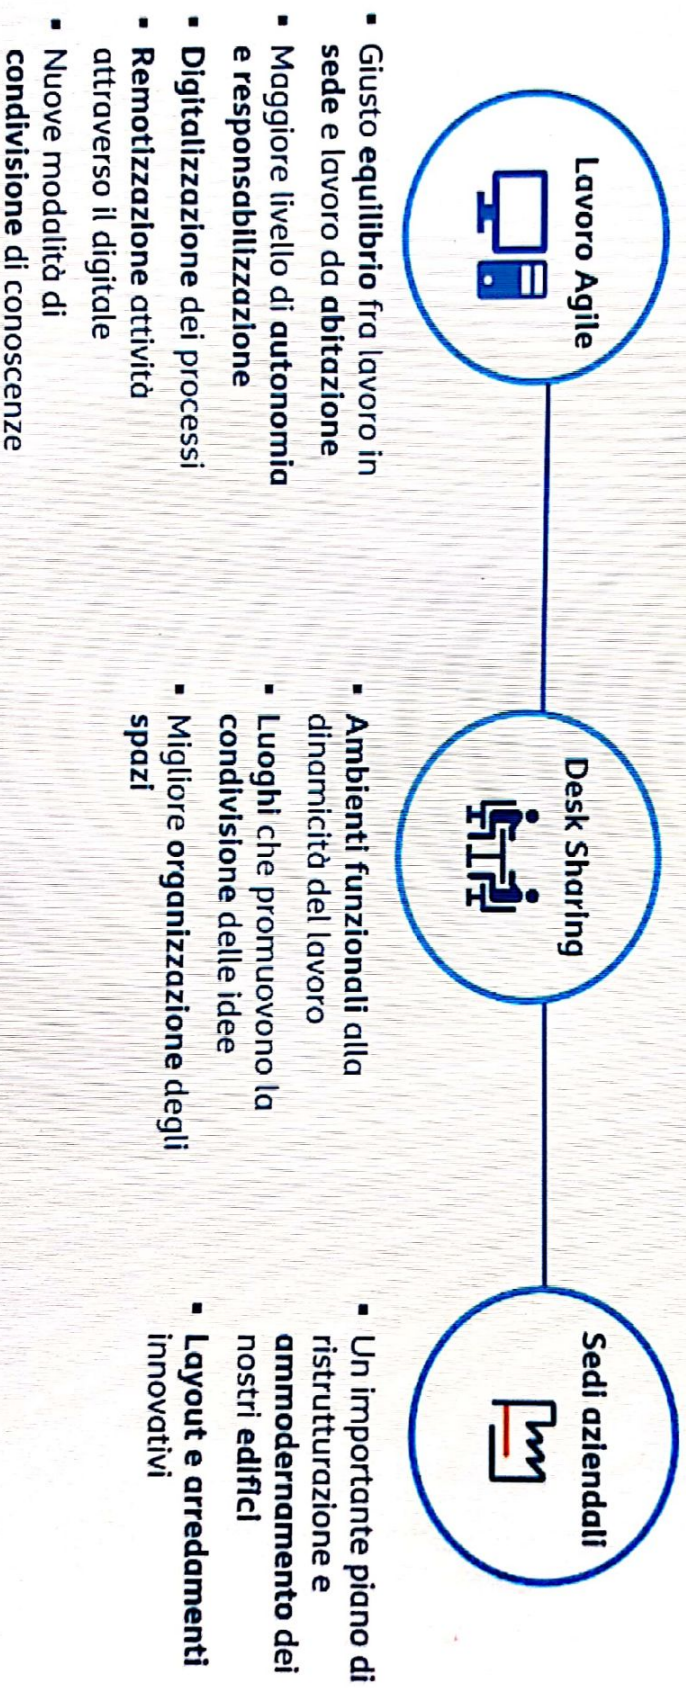 Lavoro Agile
▪ Giusto equilibrio fra lavoro in
sede e lavoro da abitazione
▪ Maggiore livello di autonomia
e responsabilizzazione
▪ Digitalizzazione dei processi
▪ Remotizzazione attività
attraverso il digitale
▪ Nuove modalità di
condivisione di conoscenze
Desk Sharing
▪ Ambienti funzionali alla
dinamicità del lavoro
▪ Luoghi che promuovono la
condivisione delle idee
▪ Migliore organizzazione degli
spazi
Sedi aziendali
▪ Un importante piano di
ristrutturazione e
ammodernamento dei
nostri edifici
▪ Layout e arredamenti
innovativi